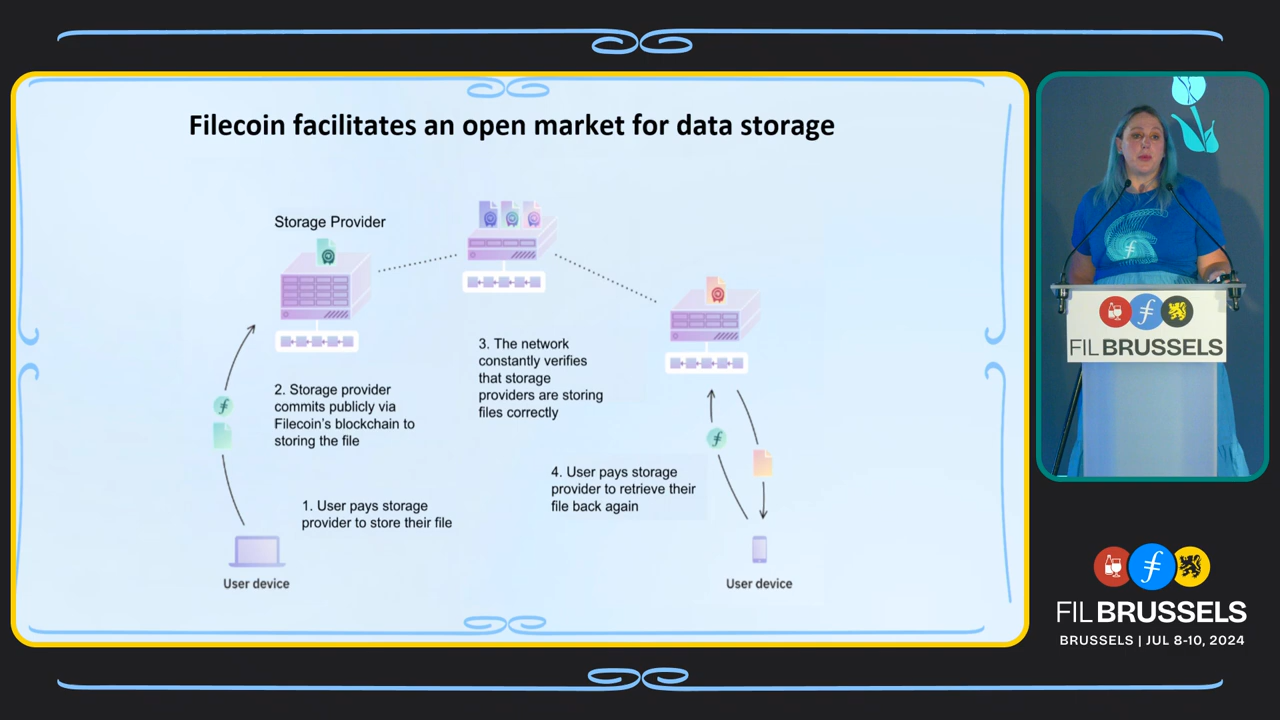 Filecoin facilitates an open market for data storage
Storage Provider
3. The network
constantly verifies
that storage
providers are storing
files correctly
2. Storage provider
commits publicly via
Filecoin's blockchain to
storing the file
4. User pays storage
provider to retrieve their
file back again
1. User pays storage
provider to store their file
User device
User device
FIL BRUSSELS
FIL BRUSSELS
BRUSSELS | JUL 8-10, 2024